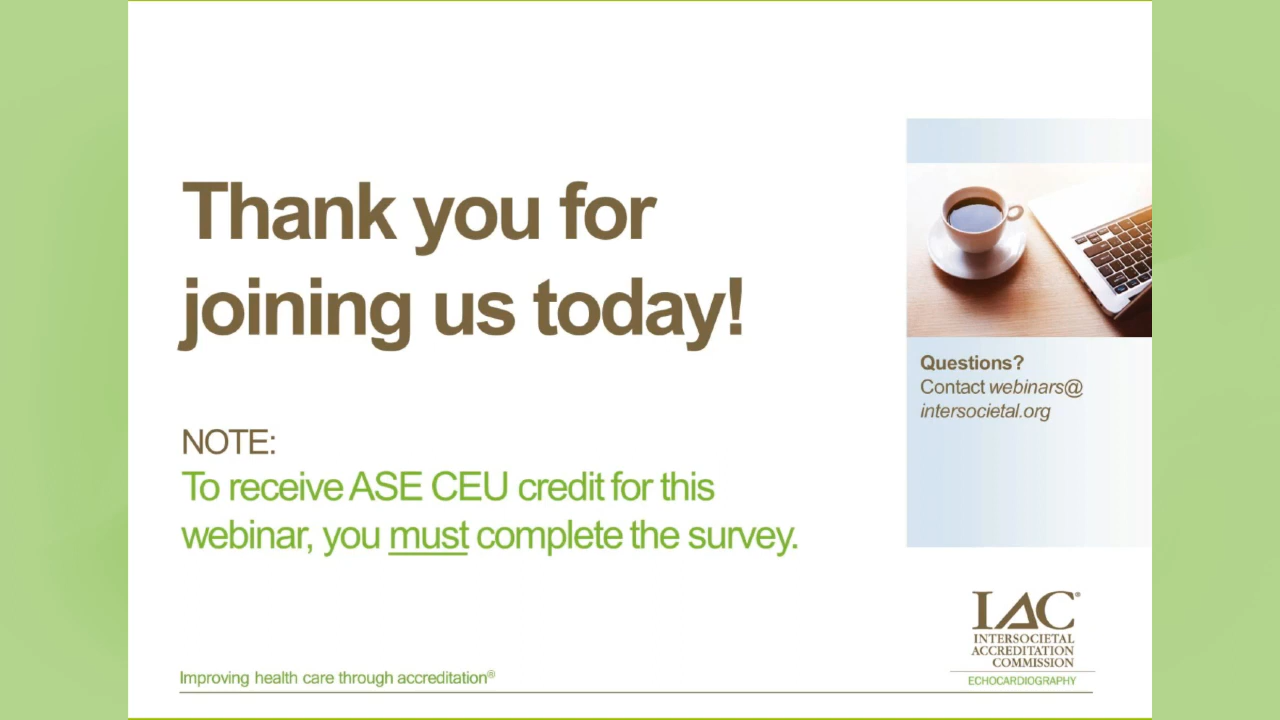 Thank you for
joining us today!
NOTE:
To receive ASE CEU credit for this
webinar, you must complete the survey.
Questions?
Contact webinars@
intersocietal.org
IAC®
INTERSOCIETAL
ACCREDITATION
COMMISSION
ECHOCARDIOGRAPHY
Improving health care through accreditation®